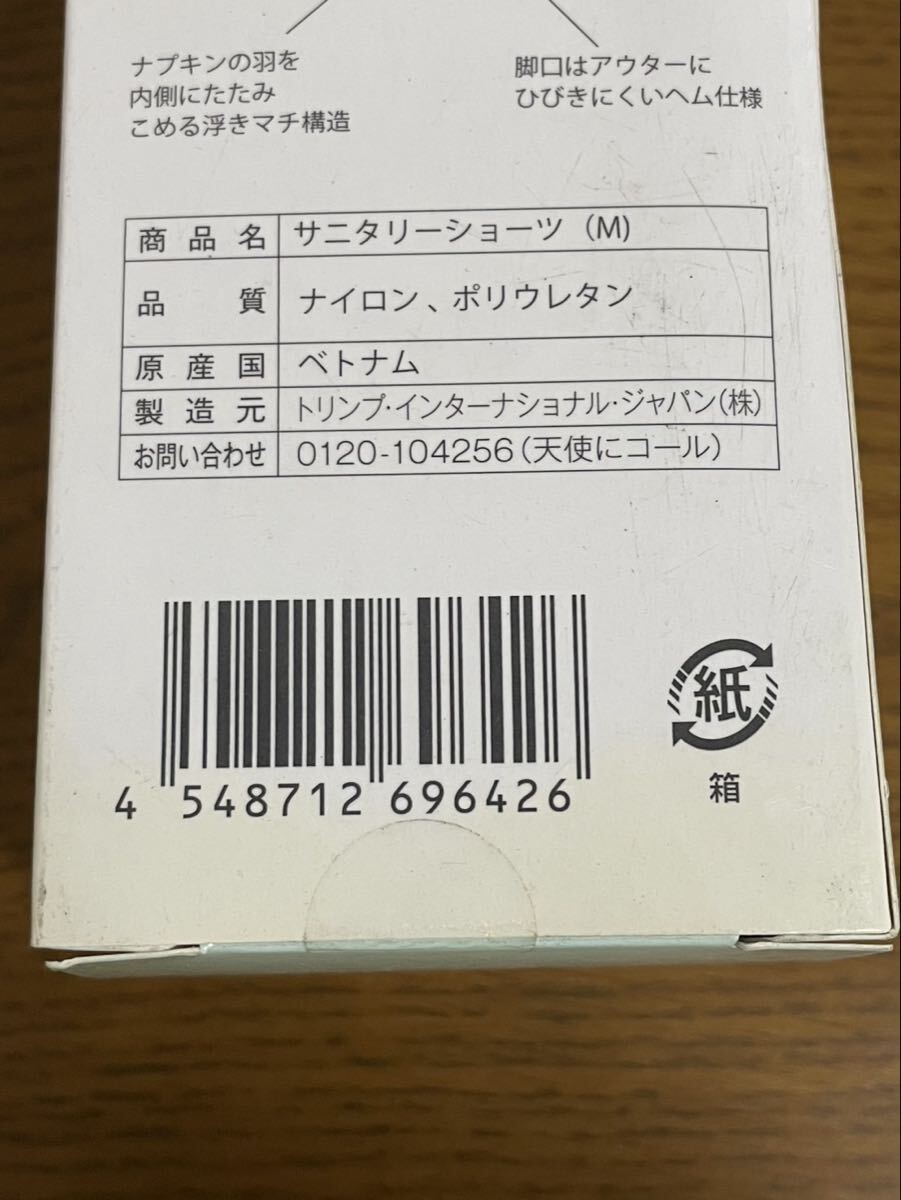 ナプキンの羽を
内側にたたみ
こめる浮きマチ構造
脚口はアウターに
ひびきにくいヘム仕様
商品名 サニタリーショーツ（M）
品質 ナイロン、ポリウレタン
原産国 ベトナム
製造元 トリンプ・インターナショナル・ジャパン（株）
お問い合わせ 0120-104256（天使にコール）
4 548712 696426
紙
箱